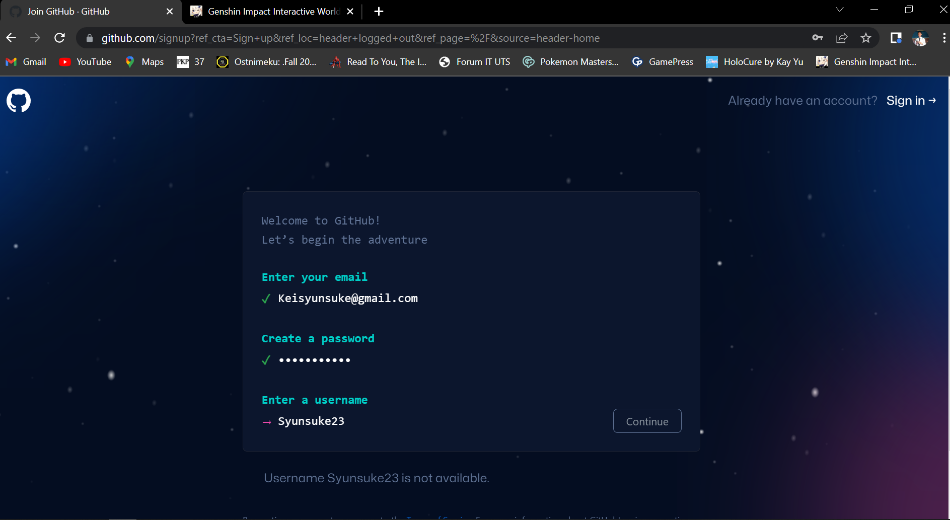 Join GitHub · GitHub
Genshin Impact Interactive World
github.com/signup?ref_cta=Sign+up&ref_loc=header+logged+out&ref_page=%2F&source=header-home
Gmail YouTube Maps PKP 37 Ostnimeku: .Fall 20... Read To You, The I... Forum IT UTS Pokemon Masters... GamePress HoloCure by Kay Yu Genshin Impact Int...
Already have an account? Sign in →
Welcome to GitHub!
Let's begin the adventure
Enter your email
✓ Keisyunsuke@gmail.com
Create a password
✓ •••••••••••
Enter a username
→ Syunsuke23
Continue
Username Syunsuke23 is not available.